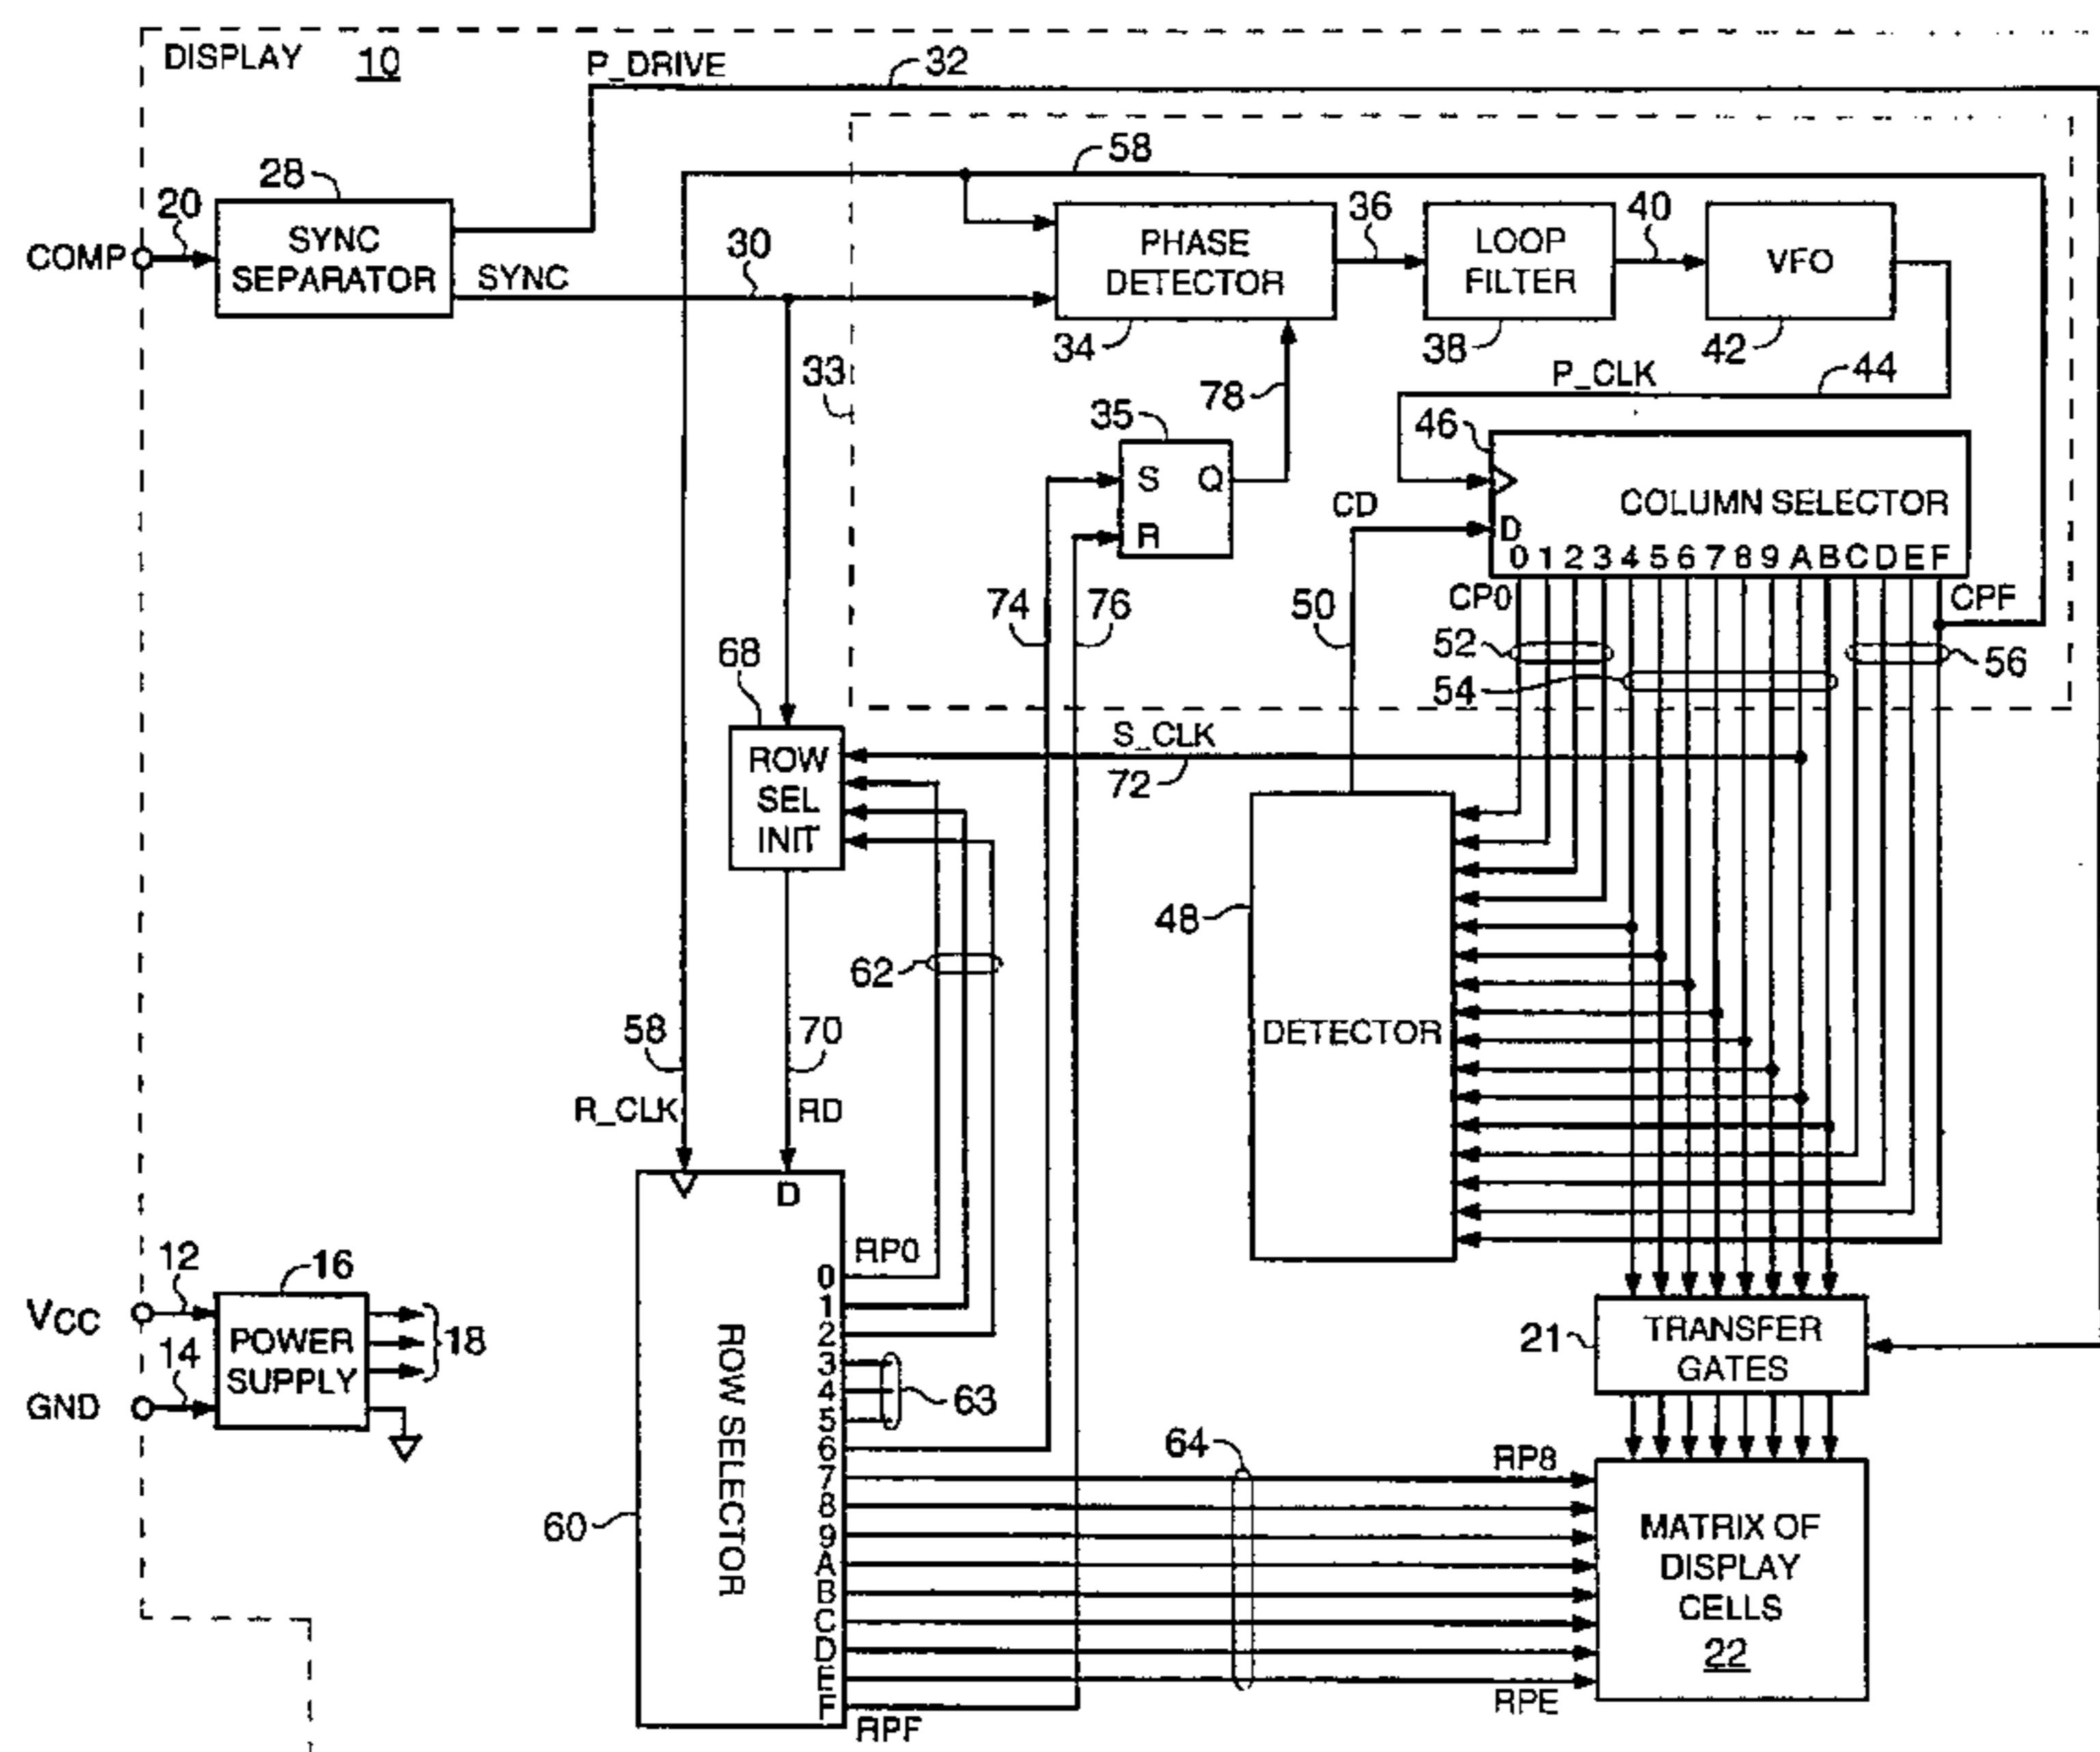 DISPLAY 10
P_DRIVE
32
58
28
20
COMP
SYNC
SEPARATOR
SYNC
30
PHASE
DETECTOR
34
36
LOOP
FILTER
38
40
VFO
42
33
78
P_CLK
44
35
S Q
R
46
CD
D
COLUMN SELECTOR
0 1 2 3 4 5 6 7 8 9 A B C D E F
CP0
CPF
74
76
50
52
54
56
68
ROW
SEL
INIT
S_CLK
72
48
DETECTOR
62
58
70
R_CLK
RD
D
12
16
VCC
POWER
SUPPLY
18
14
GND
RP0
0
1
2
3
4
5
6
7
8
9
A
B
C
D
E
F
ROW SELECTOR
63
60
RPF
64
RP8
RPE
21
TRANSFER
GATES
MATRIX OF
DISPLAY
CELLS
22